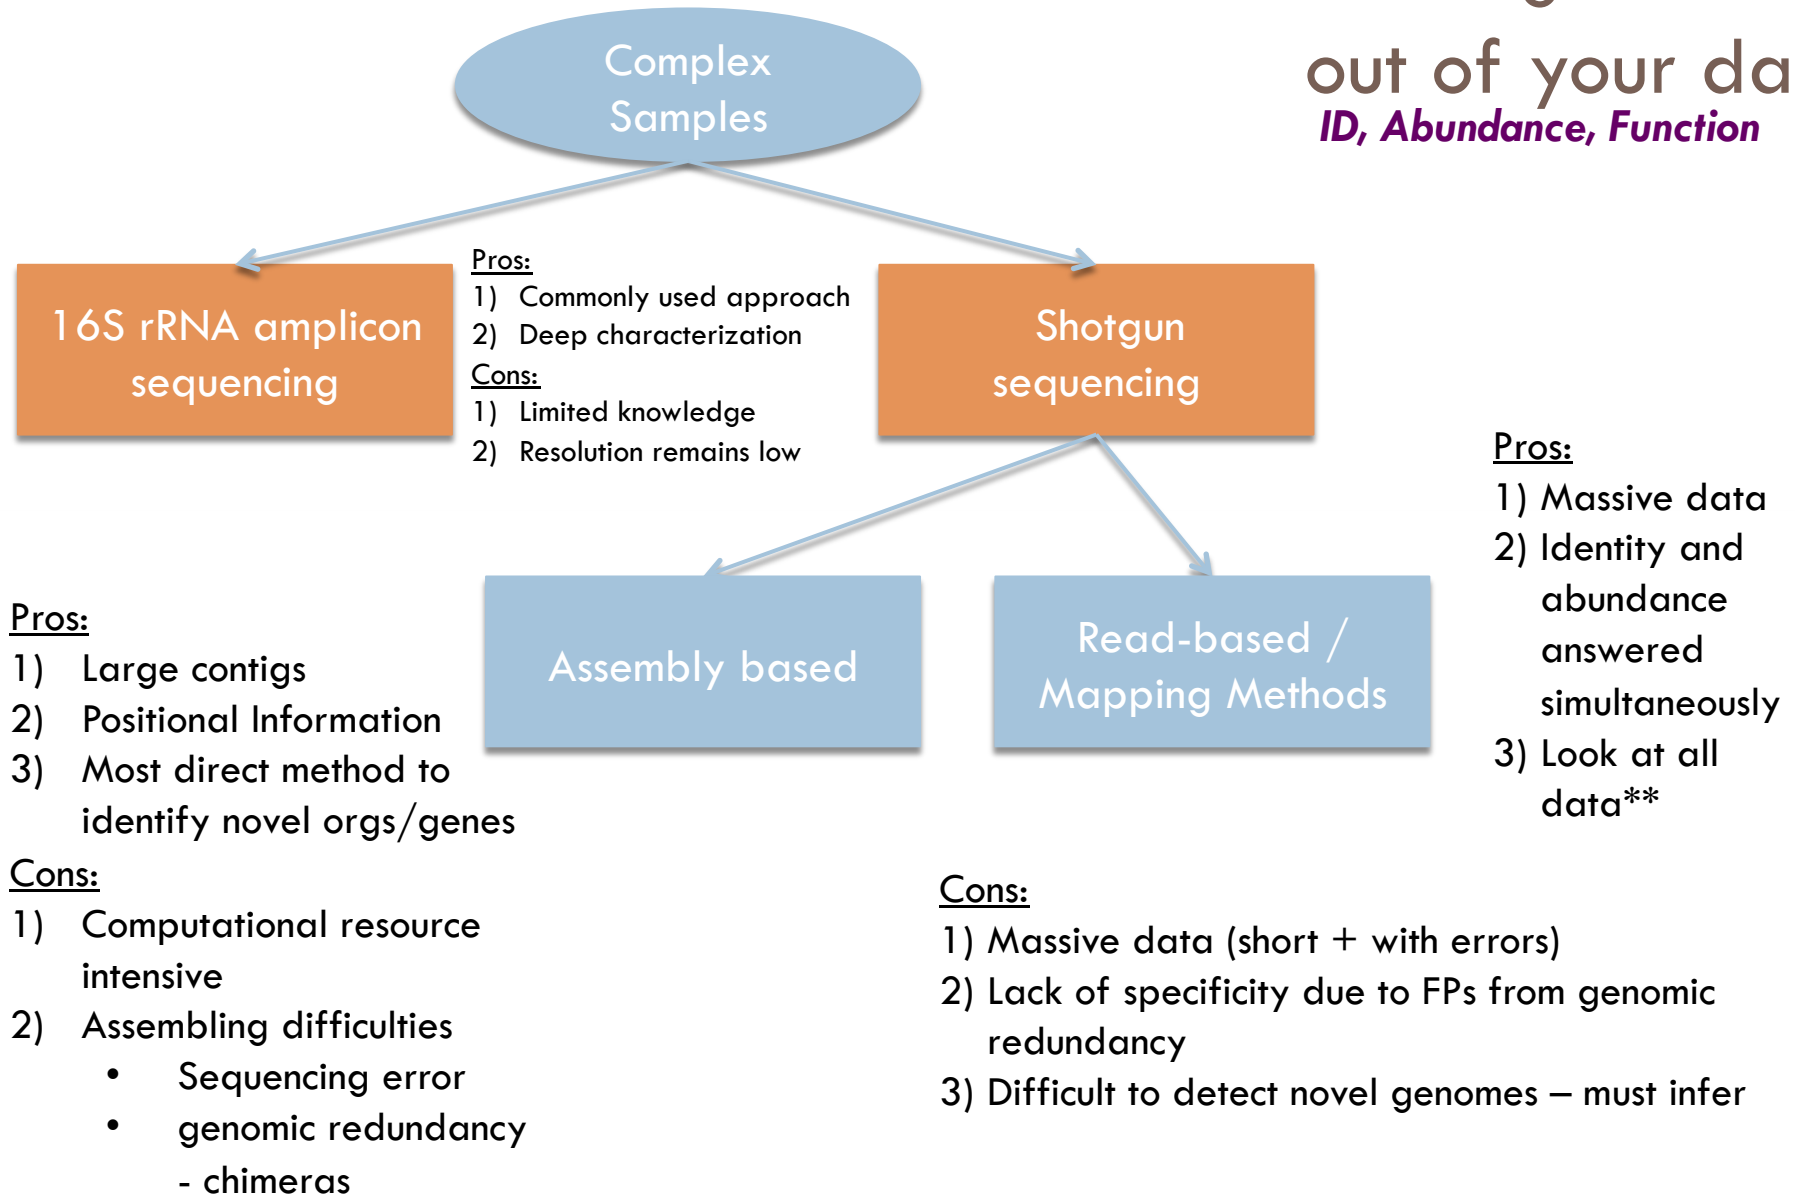 out of your da
ID, Abundance, Function
Complex
Samples
16S rRNA amplicon
sequencing
Pros:
1) Commonly used approach
2) Deep characterization
Cons:
1) Limited knowledge
2) Resolution remains low
Shotgun
sequencing
Pros:
1) Massive data
2) Identity and
abundance
answered
simultaneously
3) Look at all
data**
Assembly based
Read-based /
Mapping Methods
Pros:
1) Large contigs
2) Positional Information
3) Most direct method to
identify novel orgs/genes
Cons:
1) Computational resource
intensive
2) Assembling difficulties
• Sequencing error
• genomic redundancy
- chimeras
Cons:
1) Massive data (short + with errors)
2) Lack of specificity due to FPs from genomic
redundancy
3) Difficult to detect novel genomes – must infer